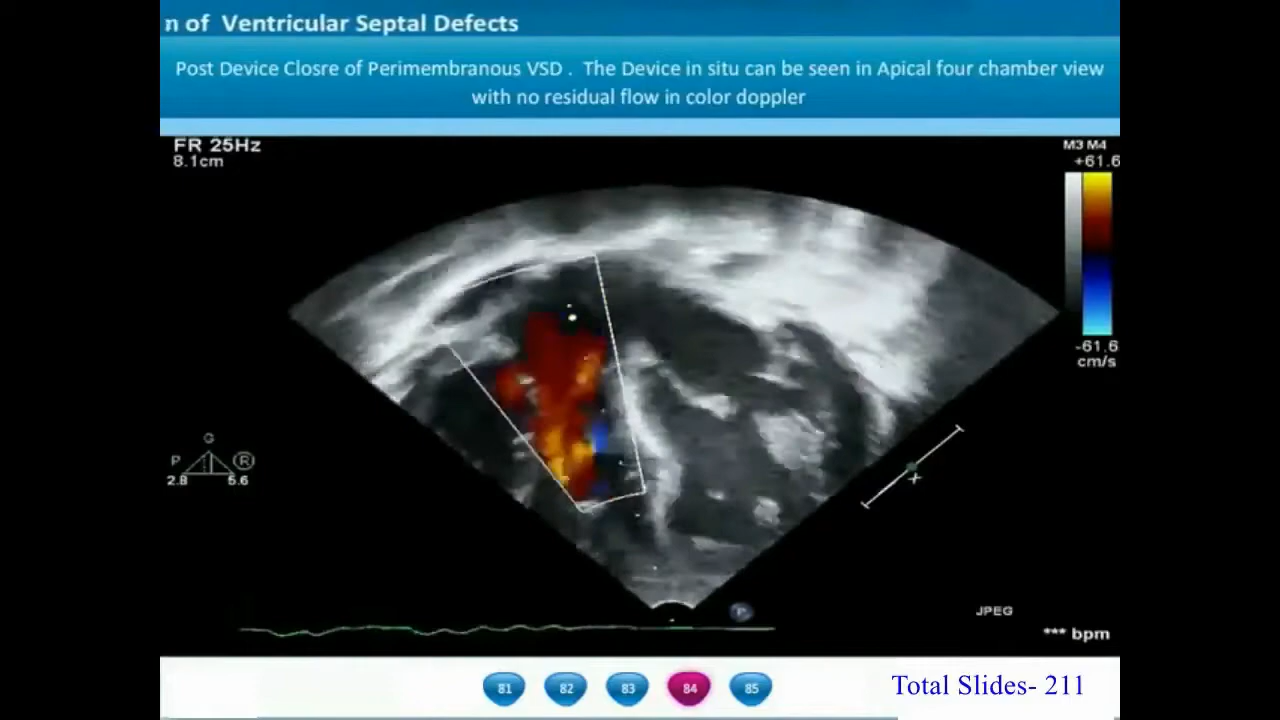 n of Ventricular Septal Defects
Post Device Closre of Perimembranous VSD . The Device in situ can be seen in Apical four chamber view
with no residual flow in color doppler
FR 25Hz
8.1cm
M3 M4
+61.6
-61.6
cm/s
G
P R
2.8 5.6
P
JPEG
*** bpm
81 82 83 84 85
Total Slides- 211